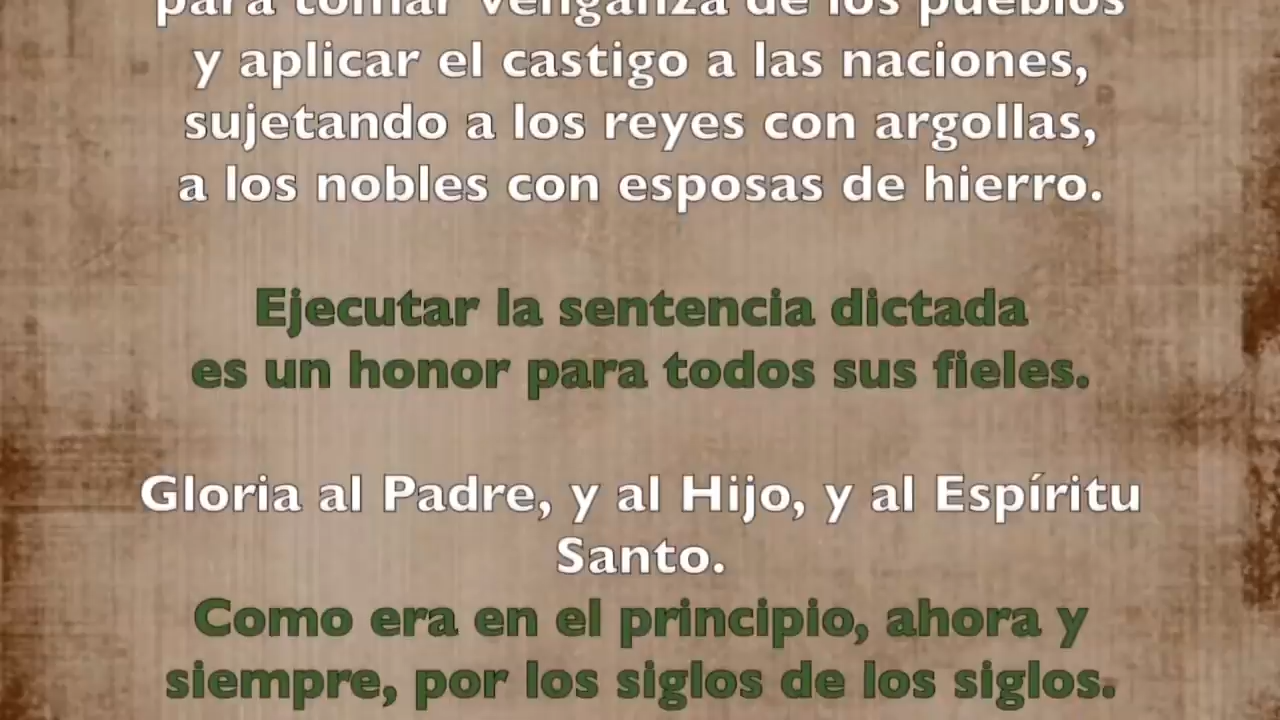 para tomar venganza de los pueblos
y aplicar el castigo a las naciones,
sujetando a los reyes con argollas,
a los nobles con esposas de hierro.
Ejecutar la sentencia dictada
es un honor para todos sus fieles.
Gloria al Padre, y al Hijo, y al Espíritu
Santo.
Como era en el principio, ahora y
siempre, por los siglos de los siglos.